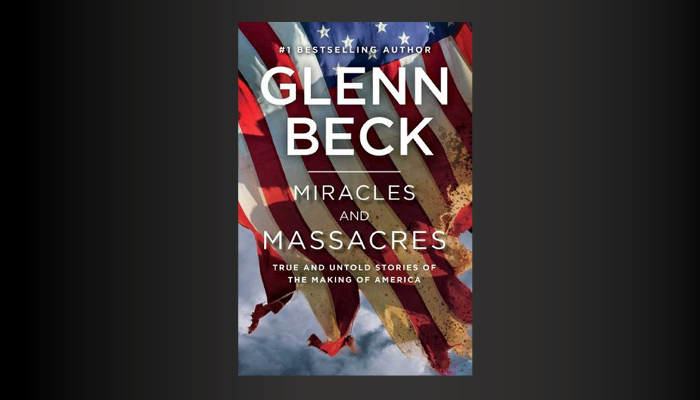 #1 BESTSELLING AUTHOR
GLENN
BECK
MIRACLES
AND
MASSACRES
TRUE AND UNTOLD STORIES OF
THE MAKING OF AMERICA